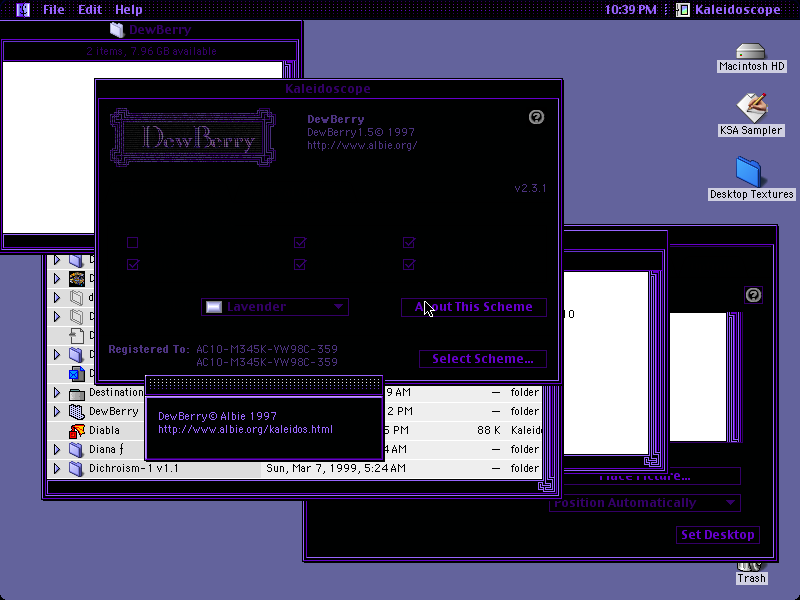 File Edit Help
10:39 PM
Kaleidoscope
DewBerry
2 items, 7.96 GB available
Macintosh HD
KSA Sampler
Desktop Textures
Kaleidoscope
DewBerry
DewBerry
DewBerry1.5© 1997
http://www.albie.org/
v2.3.1
Lavender
About This Scheme
Registered To: AC10-M345K-YW98C-359
AC10-M345K-YW98C-359
Select Scheme...
DewBerry© Albie 1997
http://www.albie.org/kaleidos.html
Destination
9 AM — folder
DewBerry
2 PM — folder
Diabla
5 PM 88 K Kaleid
Diana ƒ
4 AM — folder
Dichroism-1 v1.1 Sun, Mar 7, 1999, 5:24 AM — folder
Place Picture...
Position Automatically
Set Desktop
Trash